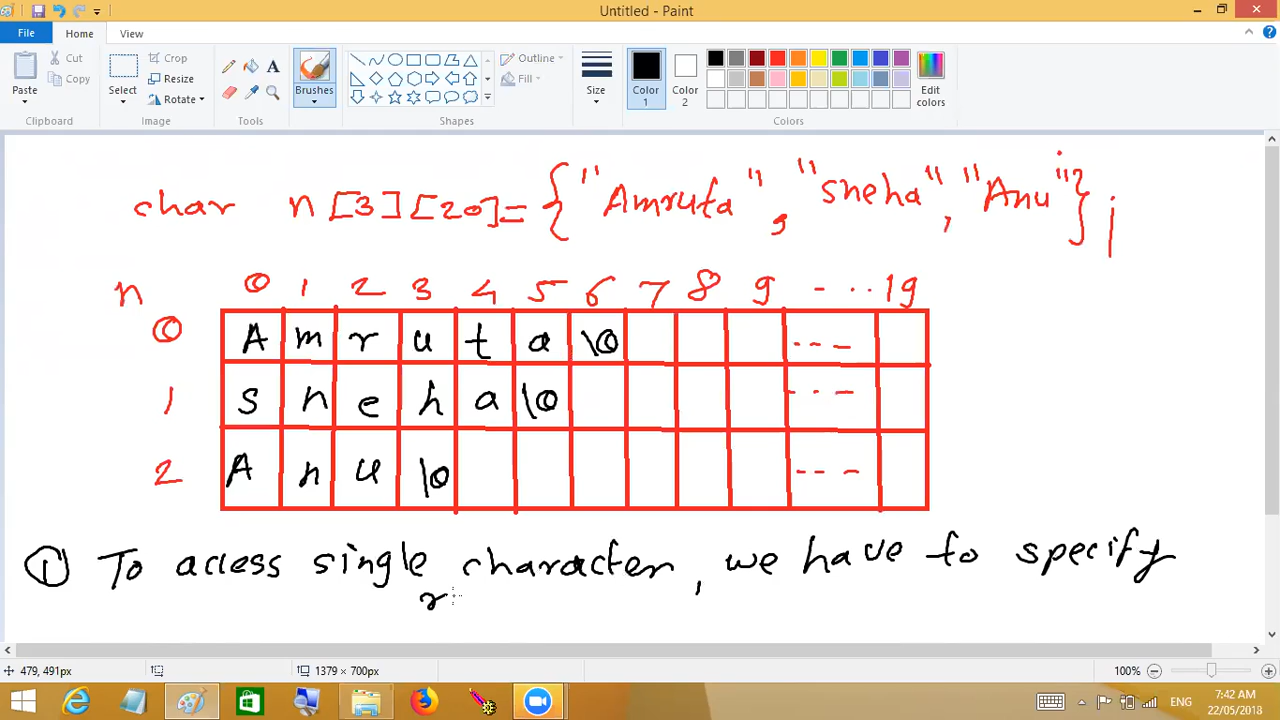 Untitled - Paint
File Home View
Paste
Cut
Copy
Clipboard
Select
Crop
Resize
Rotate
Image
Tools
Brushes
Shapes
Outline
Fill
Size
Color 1
Color 2
Edit colors
Colors
char n[3][20]={"Amruta", "sneha", "Anu"};
n 0 1 2 3 4 5 6 7 8 9 - ·· 19
0 A m r u t a \0 ---
1 s n e h a \0 ---
2 A n u \0 ---
① To access single character, we have to specify
r
479, 491px
1379 × 700px
100%
ENG
7:42 AM
22/05/2018